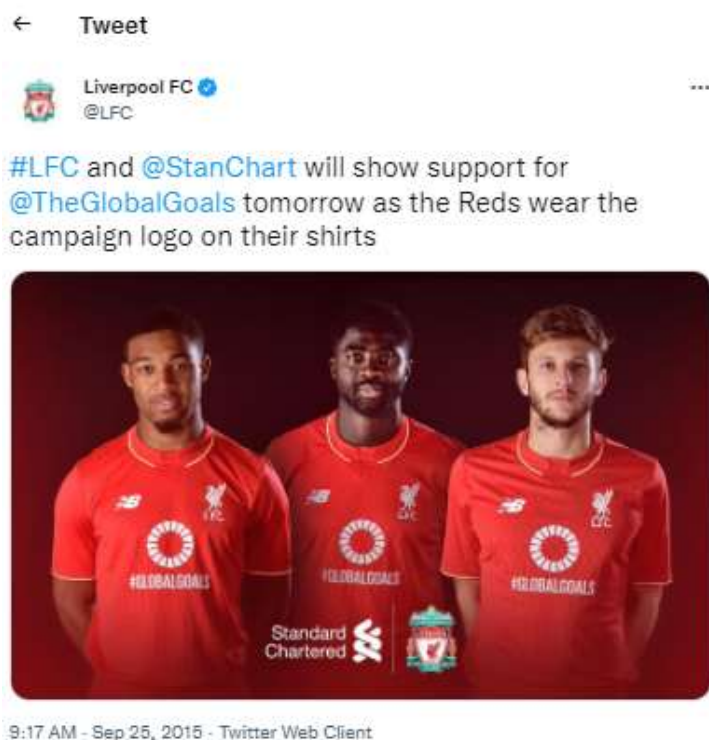 Tweet
Liverpool FC
@LFC
#LFC and @StanChart will show support for
@TheGlobalGoals tomorrow as the Reds wear the
campaign logo on their shirts
#GLOBALGOALS
#GLOBALGOALS
#GLOBALGOALS
Standard
Chartered
9:17 AM · Sep 25, 2015 · Twitter Web Client